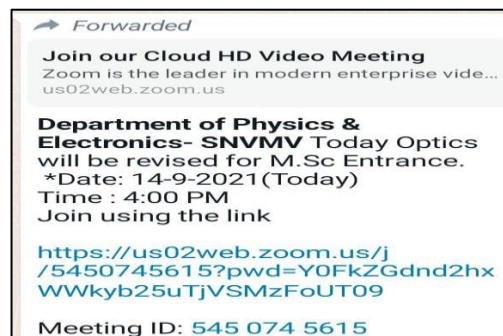 Forwarded
Join our Cloud HD Video Meeting
Zoom is the leader in modern enterprise vide...
us02web.zoom.us
Department of Physics &
Electronics- SNVMV Today Optics
will be revised for M.Sc Entrance.
*Date: 14-9-2021(Today)
Time : 4:00 PM
Join using the link
https://us02web.zoom.us/j
/5450745615?pwd=Y0FkZGdnd2hx
WWkyb25uTjVSMzFoUT09
Meeting ID: 545 074 5615